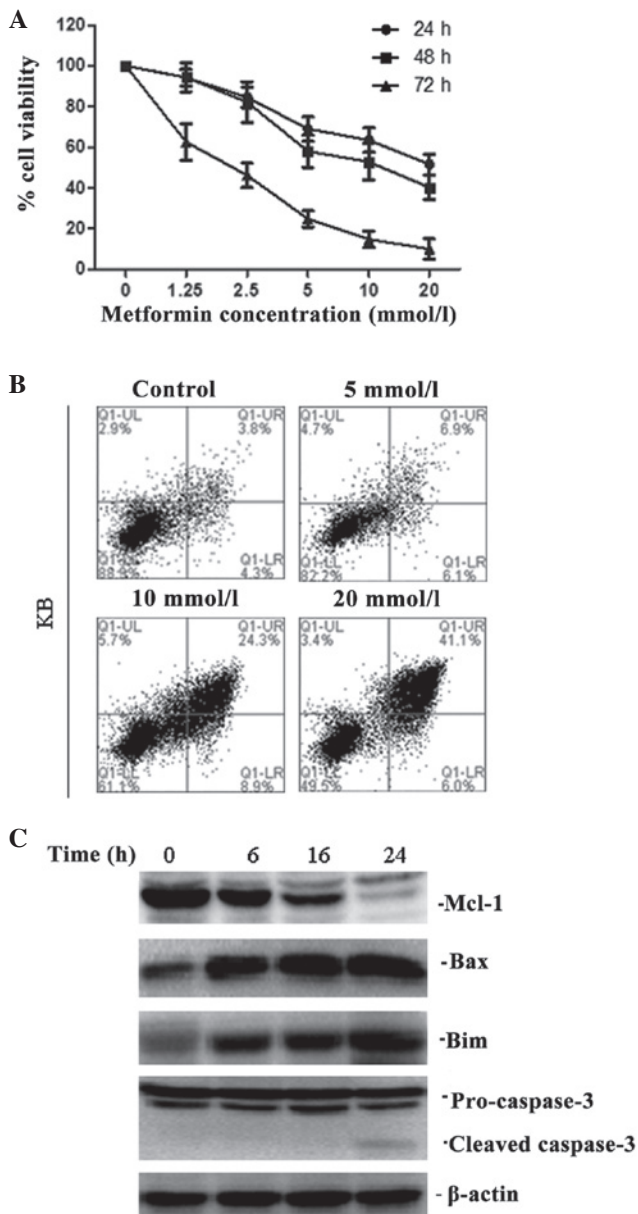 A
120
100
80
60
40
20
0
% cell viability
24 h
48 h
72 h
0 1.25 2.5 5 10 20
Metformin concentration (mmol/l)
B
KB
Control
Q1-UL
2.9%
Q1-UR
3.8%
Q1-LR
4.3%
5 mmol/l
Q1-UL
4.7%
Q1-UR
6.9%
82.2%
Q1-LR
6.1%
10 mmol/l
Q1-UL
5.7%
Q1-UR
24.3%
61.1%
Q1-LR
8.9%
20 mmol/l
Q1-UL
3.4%
Q1-UR
41.1%
49.5%
Q1-LR
6.0%
C
Time (h) 0 6 16 24
-Mcl-1
-Bax
-Bim
-Pro-caspase-3
-Cleaved caspase-3
- β-actin